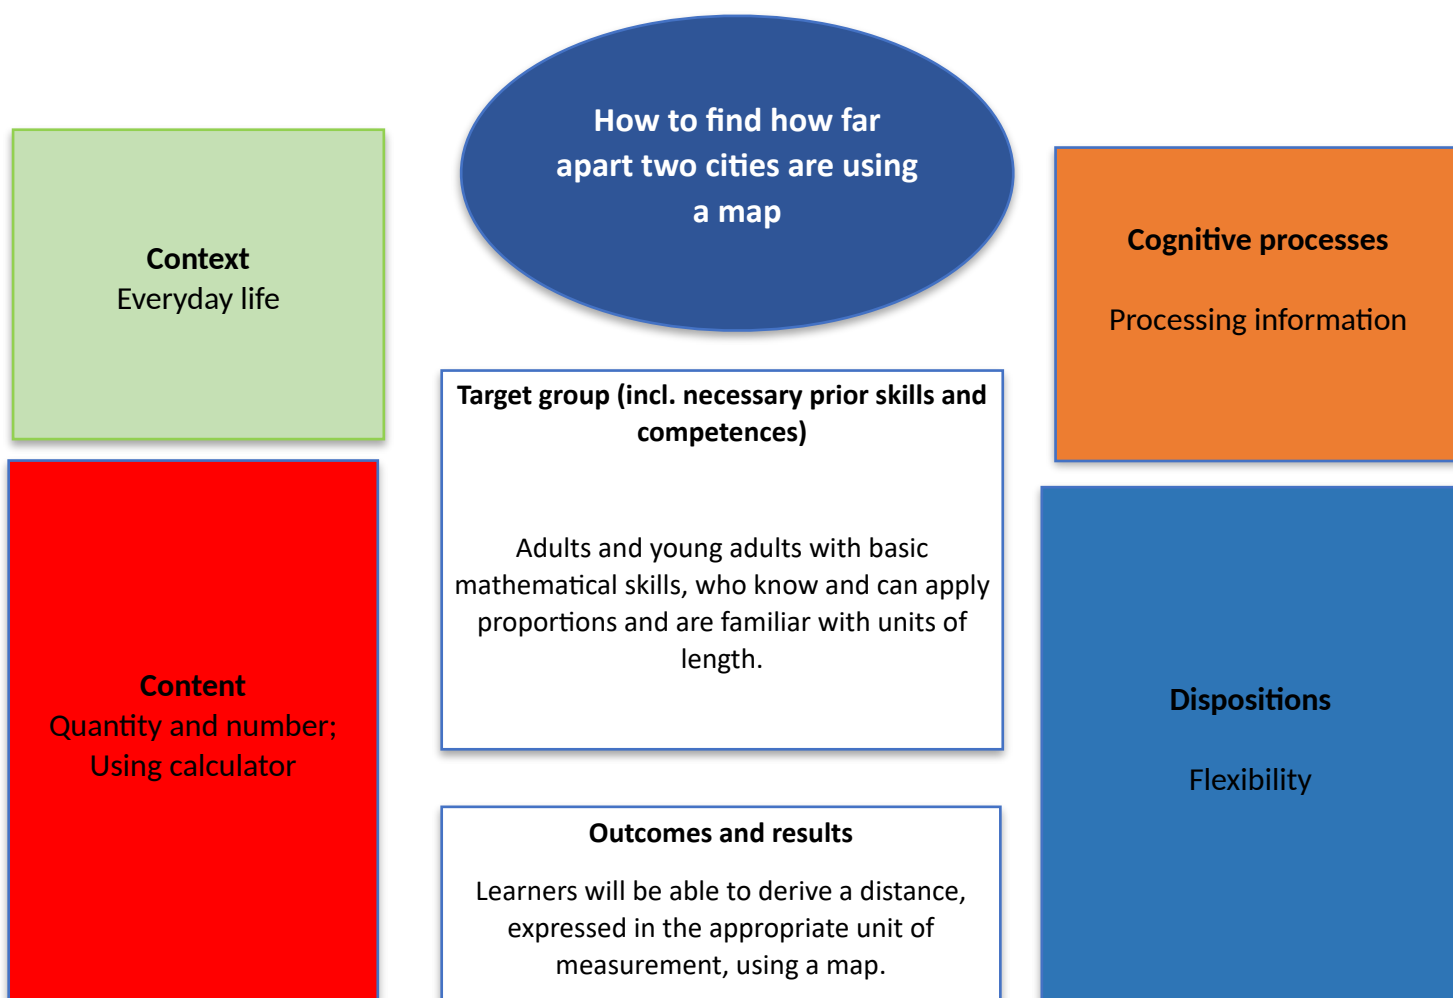 How to find how far
apart two cities are using
a map
Context
Everyday life
Cognitive processes
Processing information
Target group (incl. necessary prior skills and
competences)
Adults and young adults with basic
mathematical skills, who know and can apply
proportions and are familiar with units of
length.
Content
Quantity and number;
Using calculator
Dispositions
Flexibility
Outcomes and results
Learners will be able to derive a distance,
expressed in the appropriate unit of
measurement, using a map.